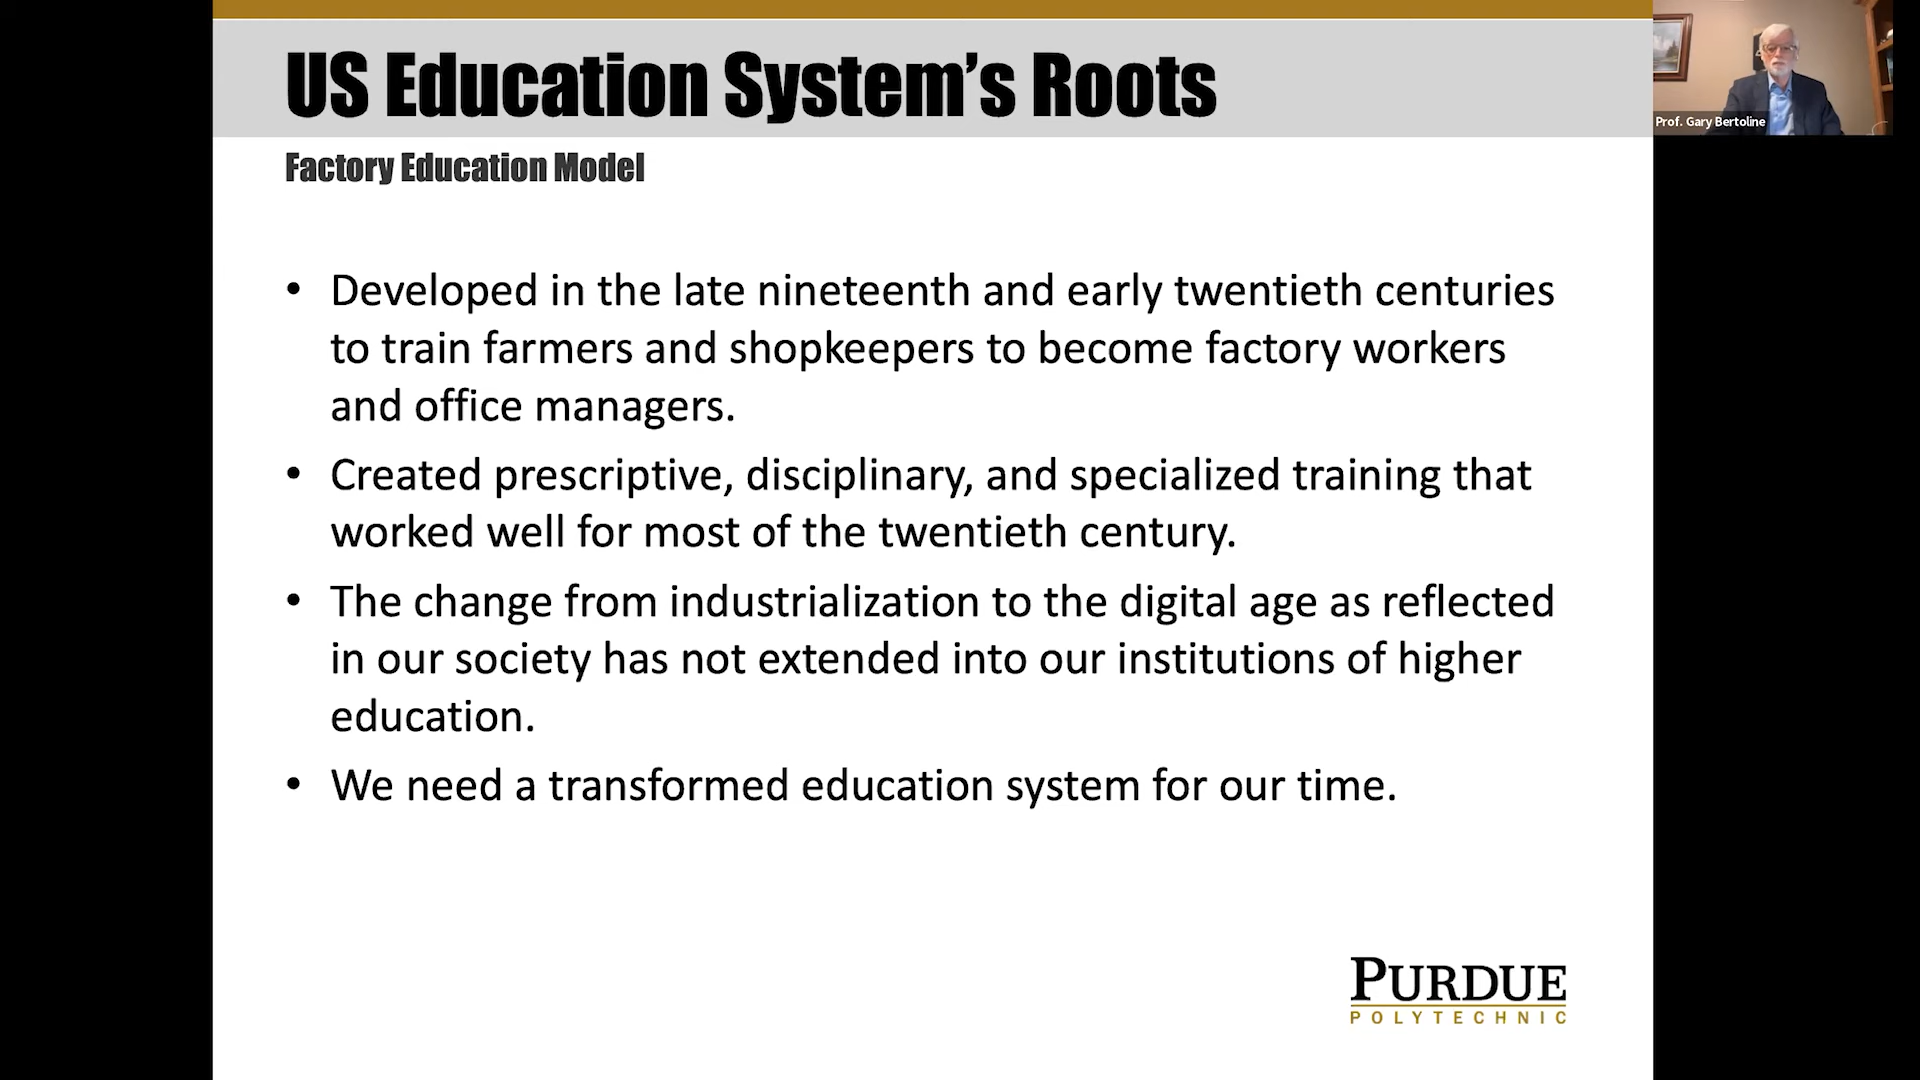 US Education System’s Roots
Prof. Gary Bertoline
Factory Education Model
• Developed in the late nineteenth and early twentieth centuries
to train farmers and shopkeepers to become factory workers
and office managers.
• Created prescriptive, disciplinary, and specialized training that
worked well for most of the twentieth century.
• The change from industrialization to the digital age as reflected
in our society has not extended into our institutions of higher
education.
• We need a transformed education system for our time.
PURDUE
POLYTECHNIC